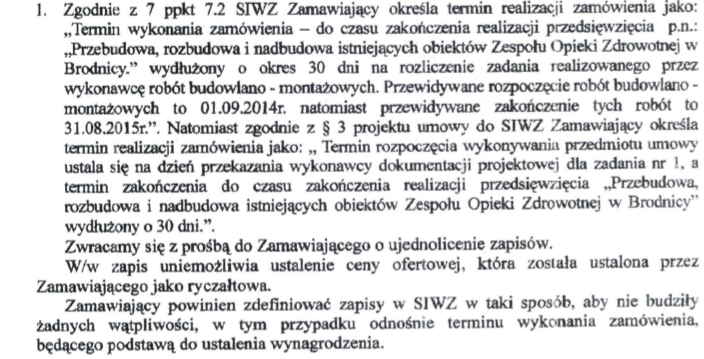 1. Zgodnie z 7 ppkt 7.2 SIWZ Zamawiający określa termin realizacji zamówienia jako:
„Termin wykonania zamówienia – do czasu zakończenia realizacji przedsięwzięcia p.n.:
„Przebudowa, rozbudowa i nadbudowa istniejących obiektów Zespołu Opieki Zdrowotnej w
Brodnicy.” wydłużony o okres 30 dni na rozliczenie zadania realizowanego przez
wykonawcę robót budowlano - montażowych. Przewidywane rozpoczęcie robót budowlano -
montażowych to 01.09.2014r. natomiast przewidywane zakończenie tych robót to
31.08.2015r.”. Natomiast zgodnie z § 3 projektu umowy do SIWZ Zamawiający określa
termin realizacji zamówienia jako: „ Termin rozpoczęcia wykonywania przedmiotu umowy
ustala się na dzień przekazania wykonawcy dokumentacji projektowej dla zadania nr 1, a
termin zakończenia do czasu zakończenia realizacji przedsięwzięcia „Przebudowa,
rozbudowa i nadbudowa istniejących obiektów Zespołu Opieki Zdrowotnej w Brodnicy”
wydłużony o 30 dni.”.
Zwracamy się z prośbą do Zamawiającego o ujednolicenie zapisów.
W/w zapis uniemożliwia ustalenie ceny ofertowej, która została ustalona przez
Zamawiającego jako ryczałtowa.
Zamawiający powinien zdefiniować zapisy w SIWZ w taki sposób, aby nie budziły
żadnych wątpliwości, w tym przypadku odnośnie terminu wykonania zamówienia,
będącego podstawą do ustalenia wynagrodzenia.